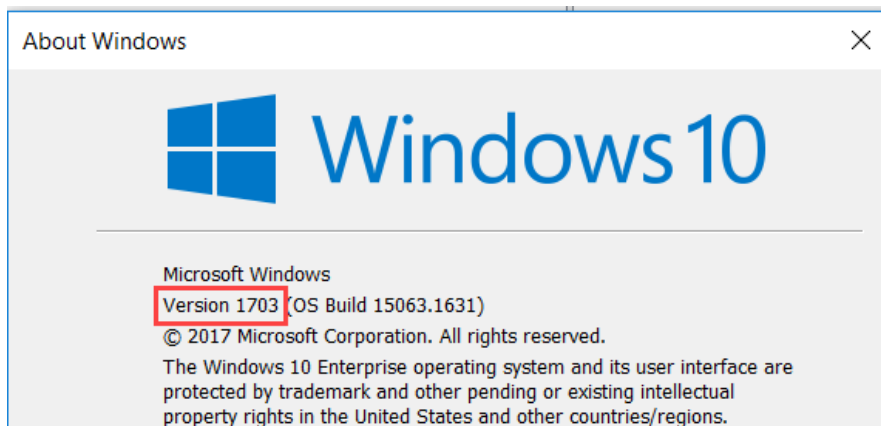 About Windows
Windows 10
Microsoft Windows
Version 1703 (OS Build 15063.1631)
© 2017 Microsoft Corporation. All rights reserved.
The Windows 10 Enterprise operating system and its user interface are
protected by trademark and other pending or existing intellectual
property rights in the United States and other countries/regions.